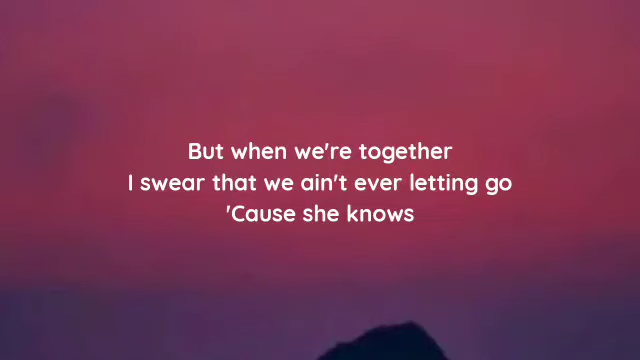 But when we're together
I swear that we ain't ever letting go
'Cause she knows